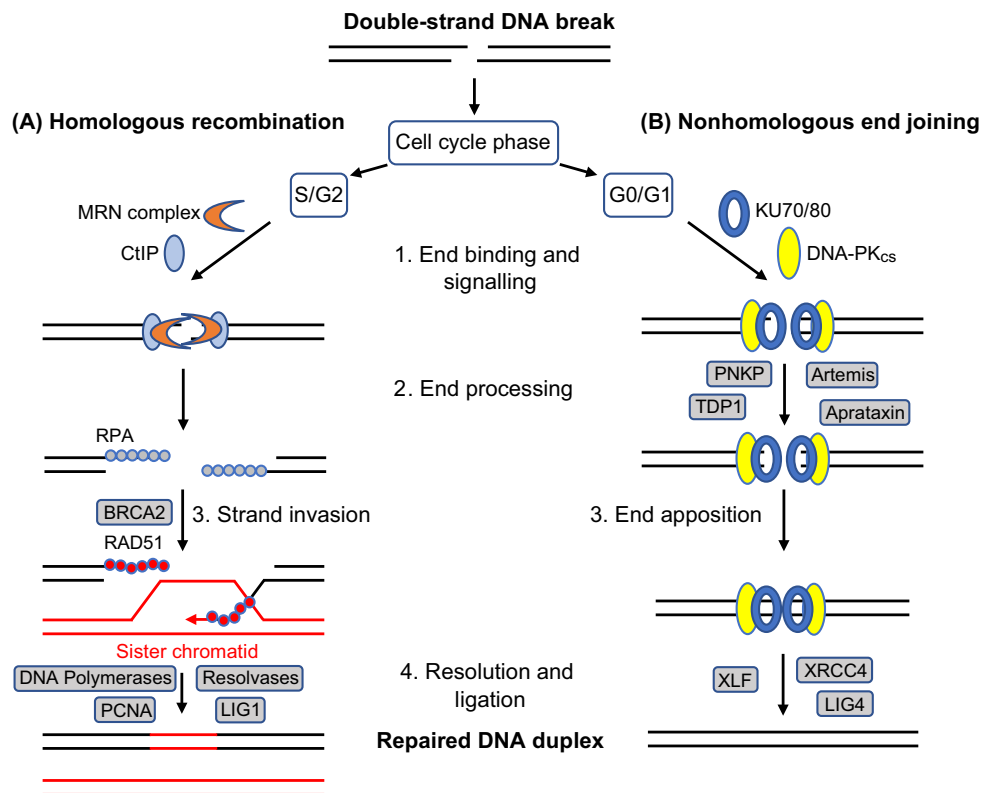 Double-strand DNA break
(A) Homologous recombination
(B) Nonhomologous end joining
Cell cycle phase
S/G2
G0/G1
MRN complex
CtIP
KU70/80
DNA-PKcs
1. End binding and
signalling
2. End processing
PNKP
Artemis
TDP1
Aprataxin
RPA
BRCA2
3. Strand invasion
3. End apposition
RAD51
Sister chromatid
DNA Polymerases
Resolvases
PCNA
LIG1
4. Resolution and
ligation
XLF
XRCC4
LIG4
Repaired DNA duplex